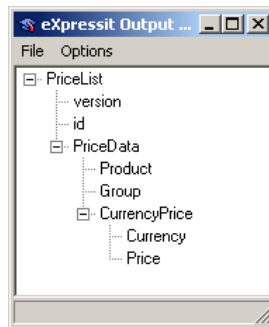 eXpressit Output ...
File Options
PriceList
version
id
PriceData
Product
Group
CurrencyPrice
Currency
Price